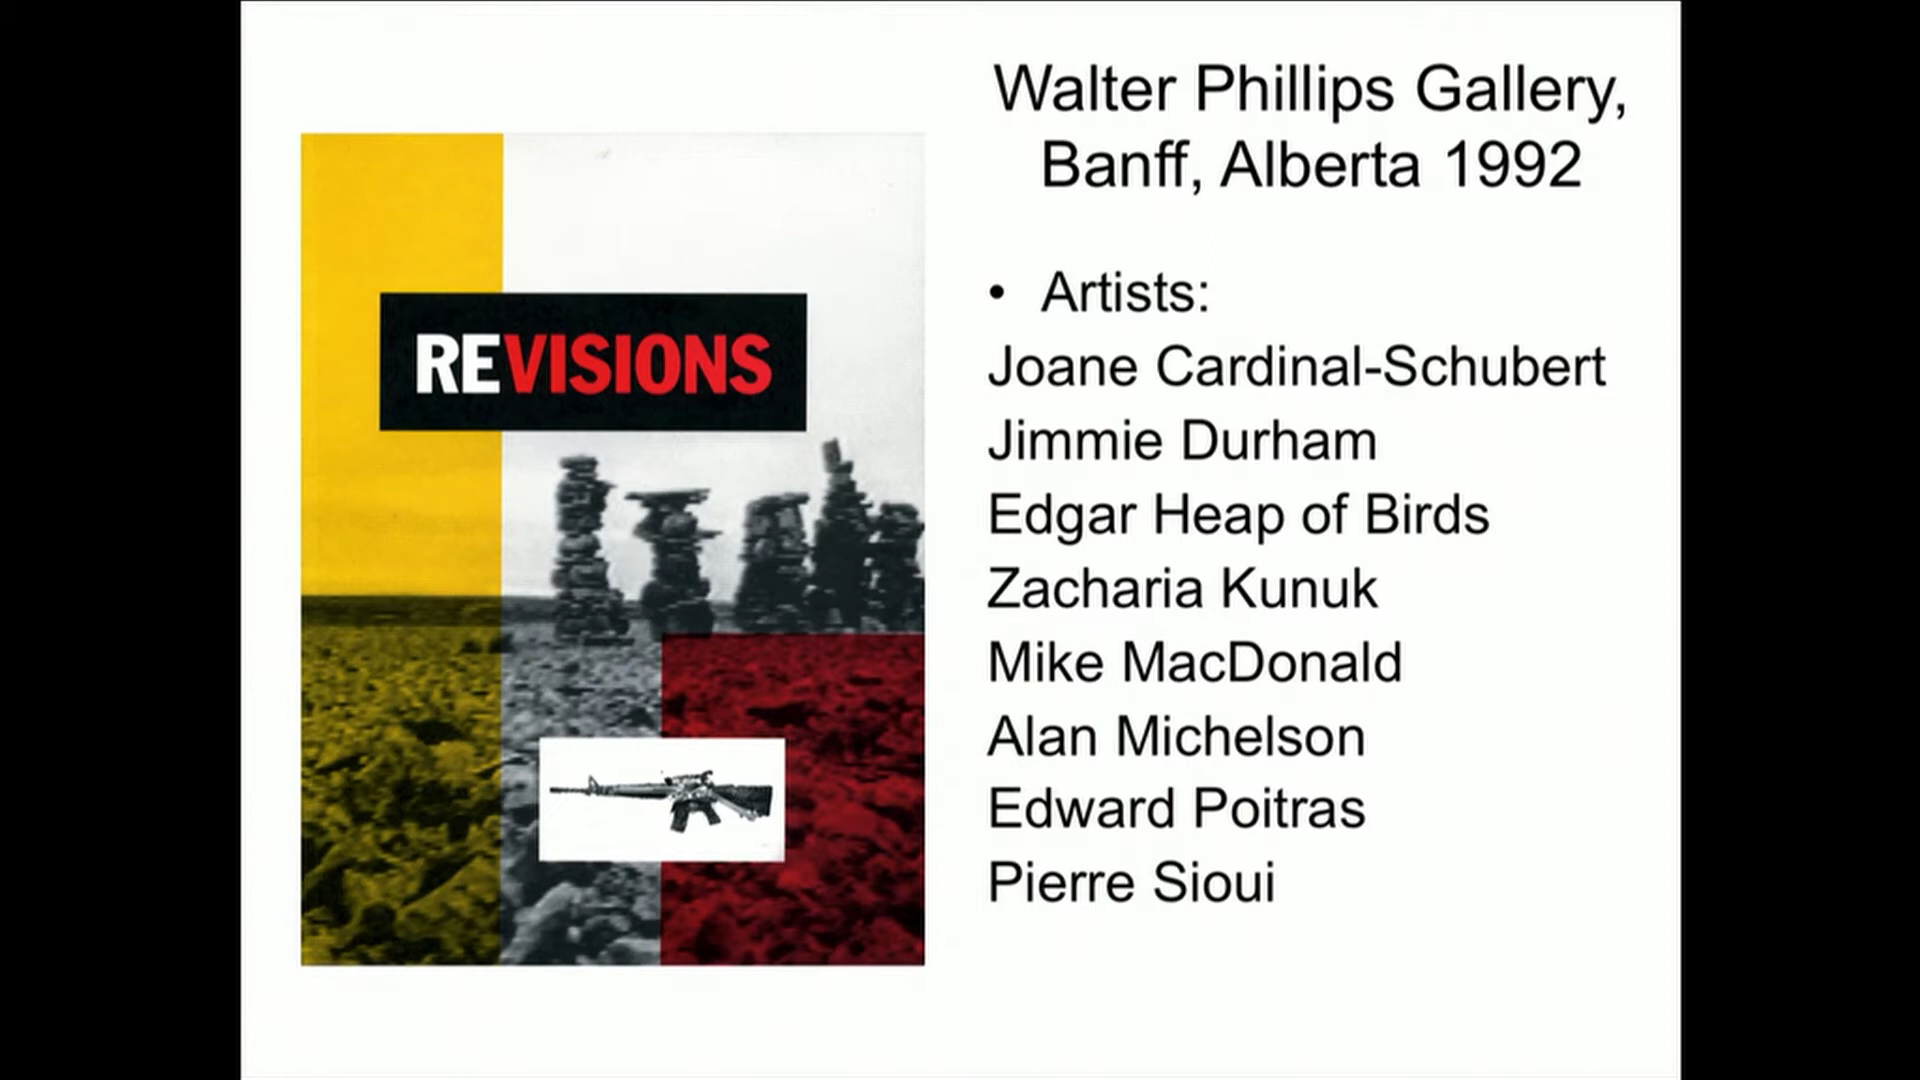 REVISIONS
Walter Phillips Gallery,
Banff, Alberta 1992
• Artists:
Joane Cardinal-Schubert
Jimmie Durham
Edgar Heap of Birds
Zacharia Kunuk
Mike MacDonald
Alan Michelson
Edward Poitras
Pierre Sioui